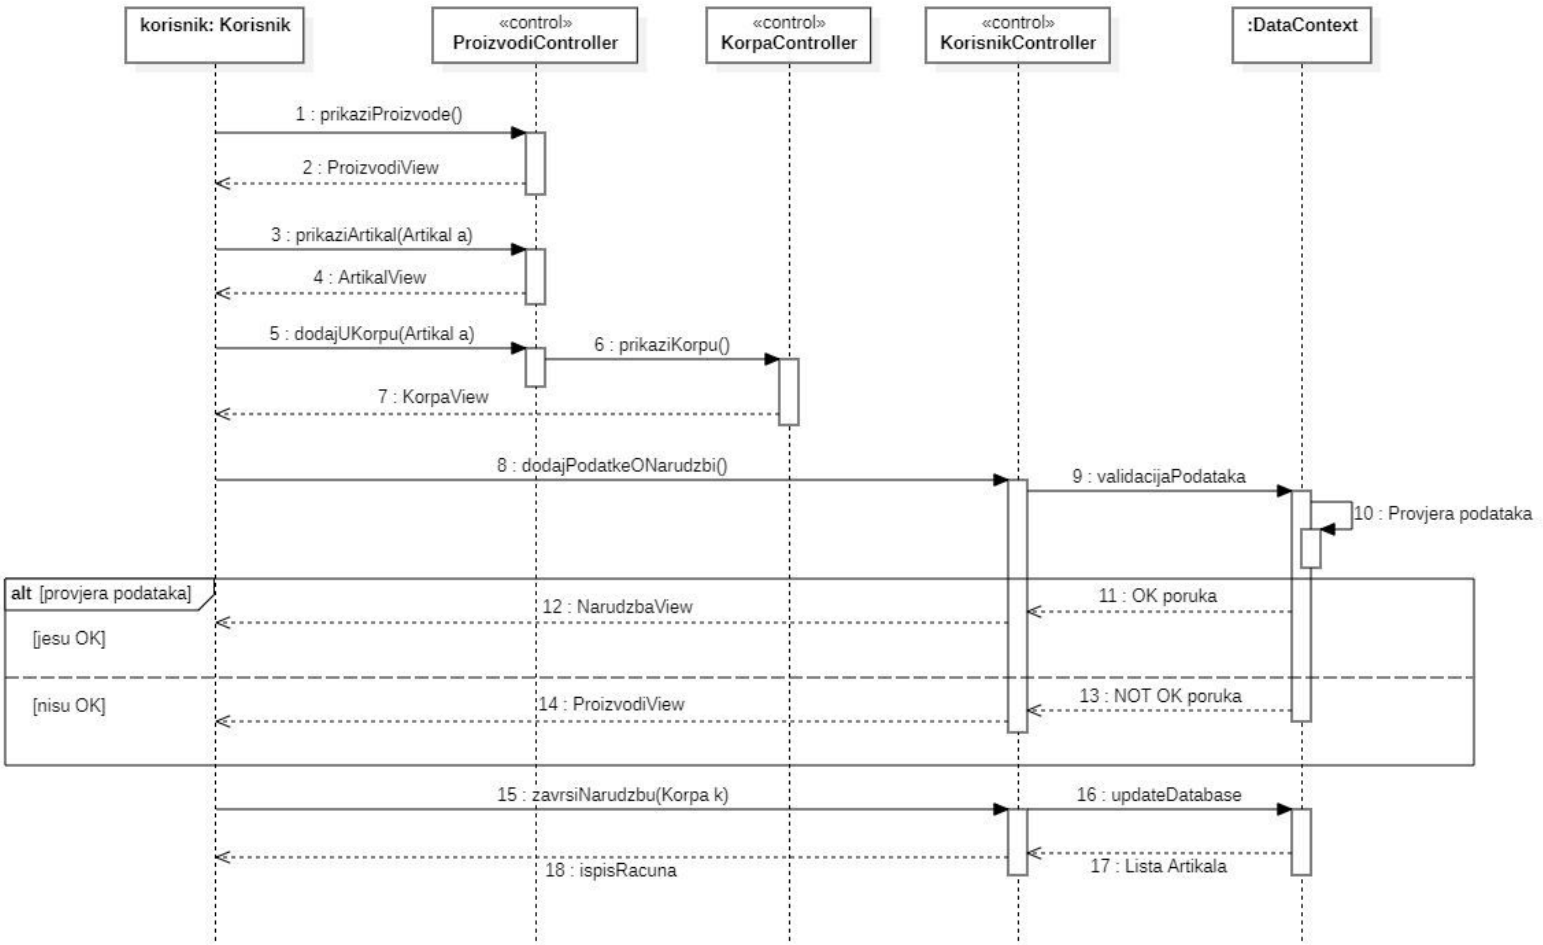 korisnik: Korisnik
«control»
ProizvodiController
«control»
KorpaController
«control»
KorisnikController
:DataContext
1 : prikaziProizvode()
2 : ProizvodiView
3 : prikaziArtikal(Artikal a)
4 : ArtikalView
5 : dodajUKorpu(Artikal a)
6 : prikaziKorpu()
7 : KorpaView
8 : dodajPodatkeONarudzbi()
9 : validacijaPodataka
10 : Provjera podataka
alt [provjera podataka]
11 : OK poruka
12 : NarudzbaView
[jesu OK]
13 : NOT OK poruka
14 : ProizvodiView
[nisu OK]
15 : zavrsiNarudzbu(Korpa k)
16 : updateDatabase
17 : Lista Artikala
18 : ispisRacuna